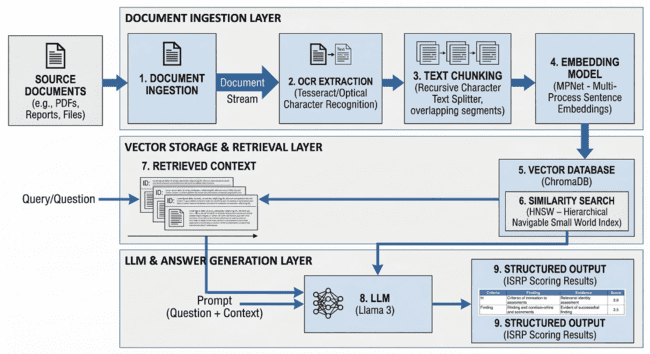 DOCUMENT INGESTION LAYER
SOURCE
DOCUMENTS
(e.g., PDFs,
Reports, Files)
1. DOCUMENT
INGESTION
Document
Stream
Text
2. OCR EXTRACTION
(Tesseract/Optical
Character Recognition)
3. TEXT CHUNKING
(Recursive Character
Text Splitter,
overlapping segments)
4. EMBEDDING
MODEL
(MPNet - Multi-
Process Sentence
Embeddings)
VECTOR STORAGE & RETRIEVAL LAYER
7. RETRIEVED CONTEXT
ID:
ID:
ID:
Query/Question
5. VECTOR DATABASE
(ChromaDB)
6. SIMILARITY SEARCH
(HNSW – Hierarchical
Navigable Small World Index)
LLM & ANSWER GENERATION LAYER
Prompt
(Question + Context)
8. LLM
(Llama 3)
9. STRUCTURED OUTPUT
(ISRP Scoring Results)
Criteria Finding Evidence Score
Finding
9. STRUCTURED OUTPUT
(ISRP Scoring Results)